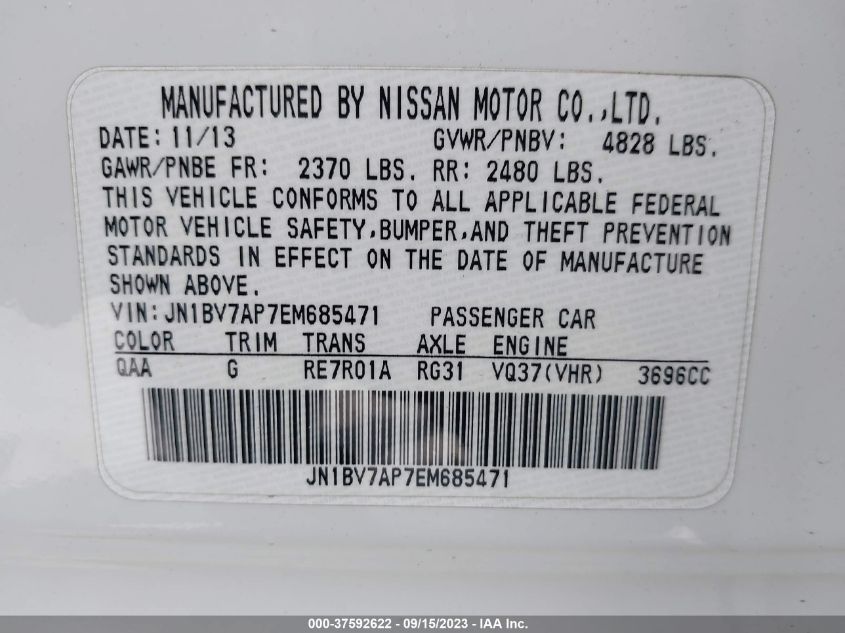 MANUFACTURED BY NISSAN MOTOR CO.,LTD.
DATE: 11/13 GVWR/PNBV: 4828 LBS.
GAWR/PNBE FR: 2370 LBS. RR: 2480 LBS.
THIS VEHICLE CONFORMS TO ALL APPLICABLE FEDERAL
MOTOR VEHICLE SAFETY,BUMPER,AND THEFT PREVENTION
STANDARDS IN EFFECT ON THE DATE OF MANUFACTURE
SHOWN ABOVE.
VIN: JN1BV7AP7EM685471 PASSENGER CAR
COLOR TRIM TRANS AXLE ENGINE
QAA G RE7R01A RG31 VQ37(VHR) 3696CC
JN1BV7AP7EM685471
000-37592622 - 09/15/2023 - IAA Inc.